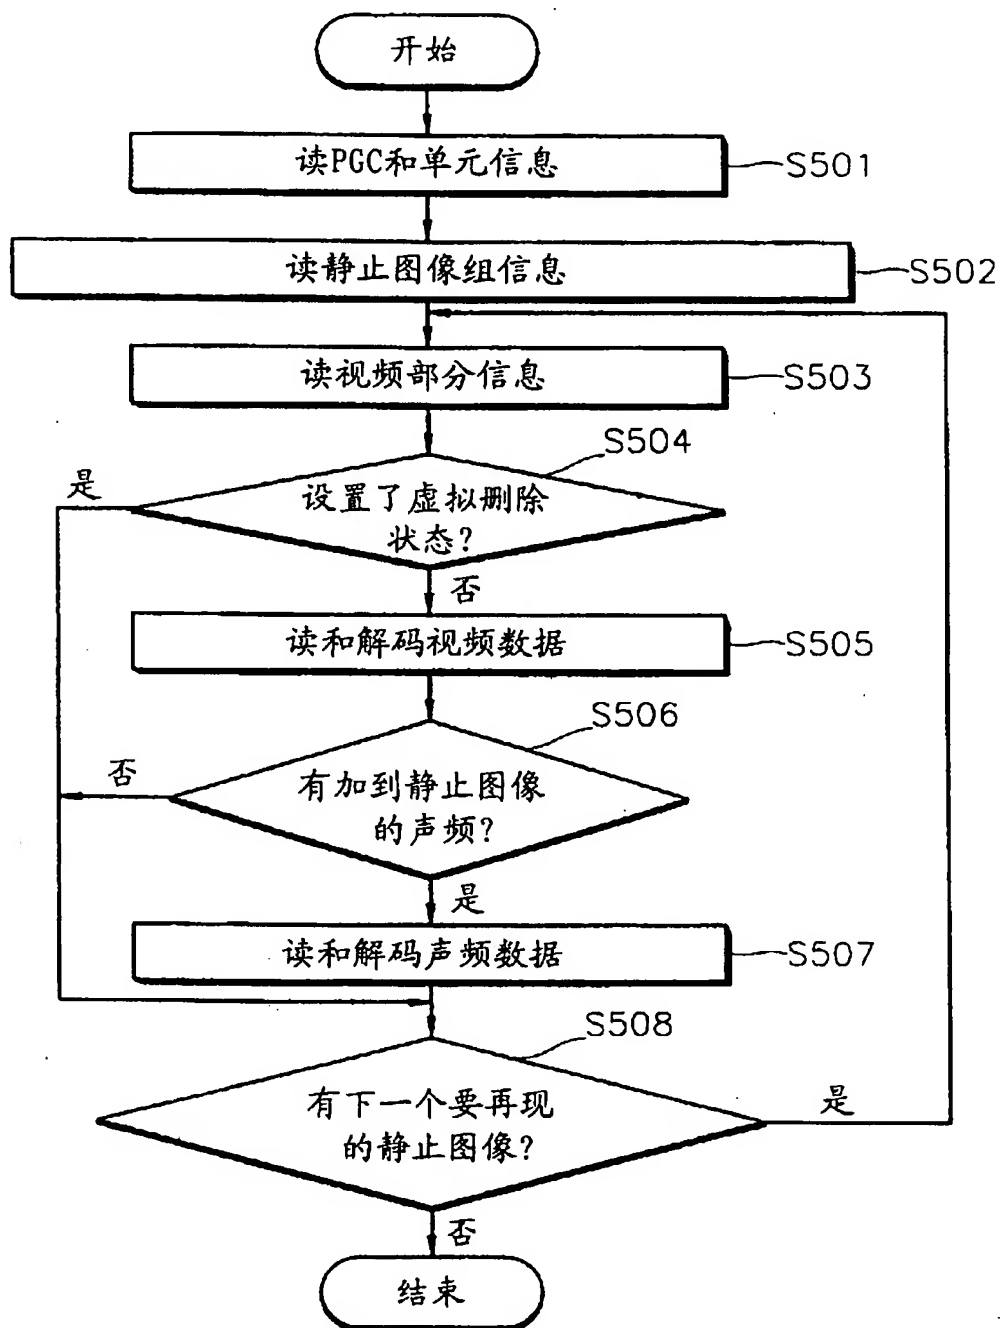 开始
读PGC和单元信息
S501
读静止图像组信息
S502
读视频部分信息
S503
S504
是
设置了虚拟删除
状态?
否
读和解码视频数据
S505
S506
否
有加到静止图像
的声频?
是
读和解码声频数据
S507
S508
有下一个要再现
的静止图像?
是
否
结束